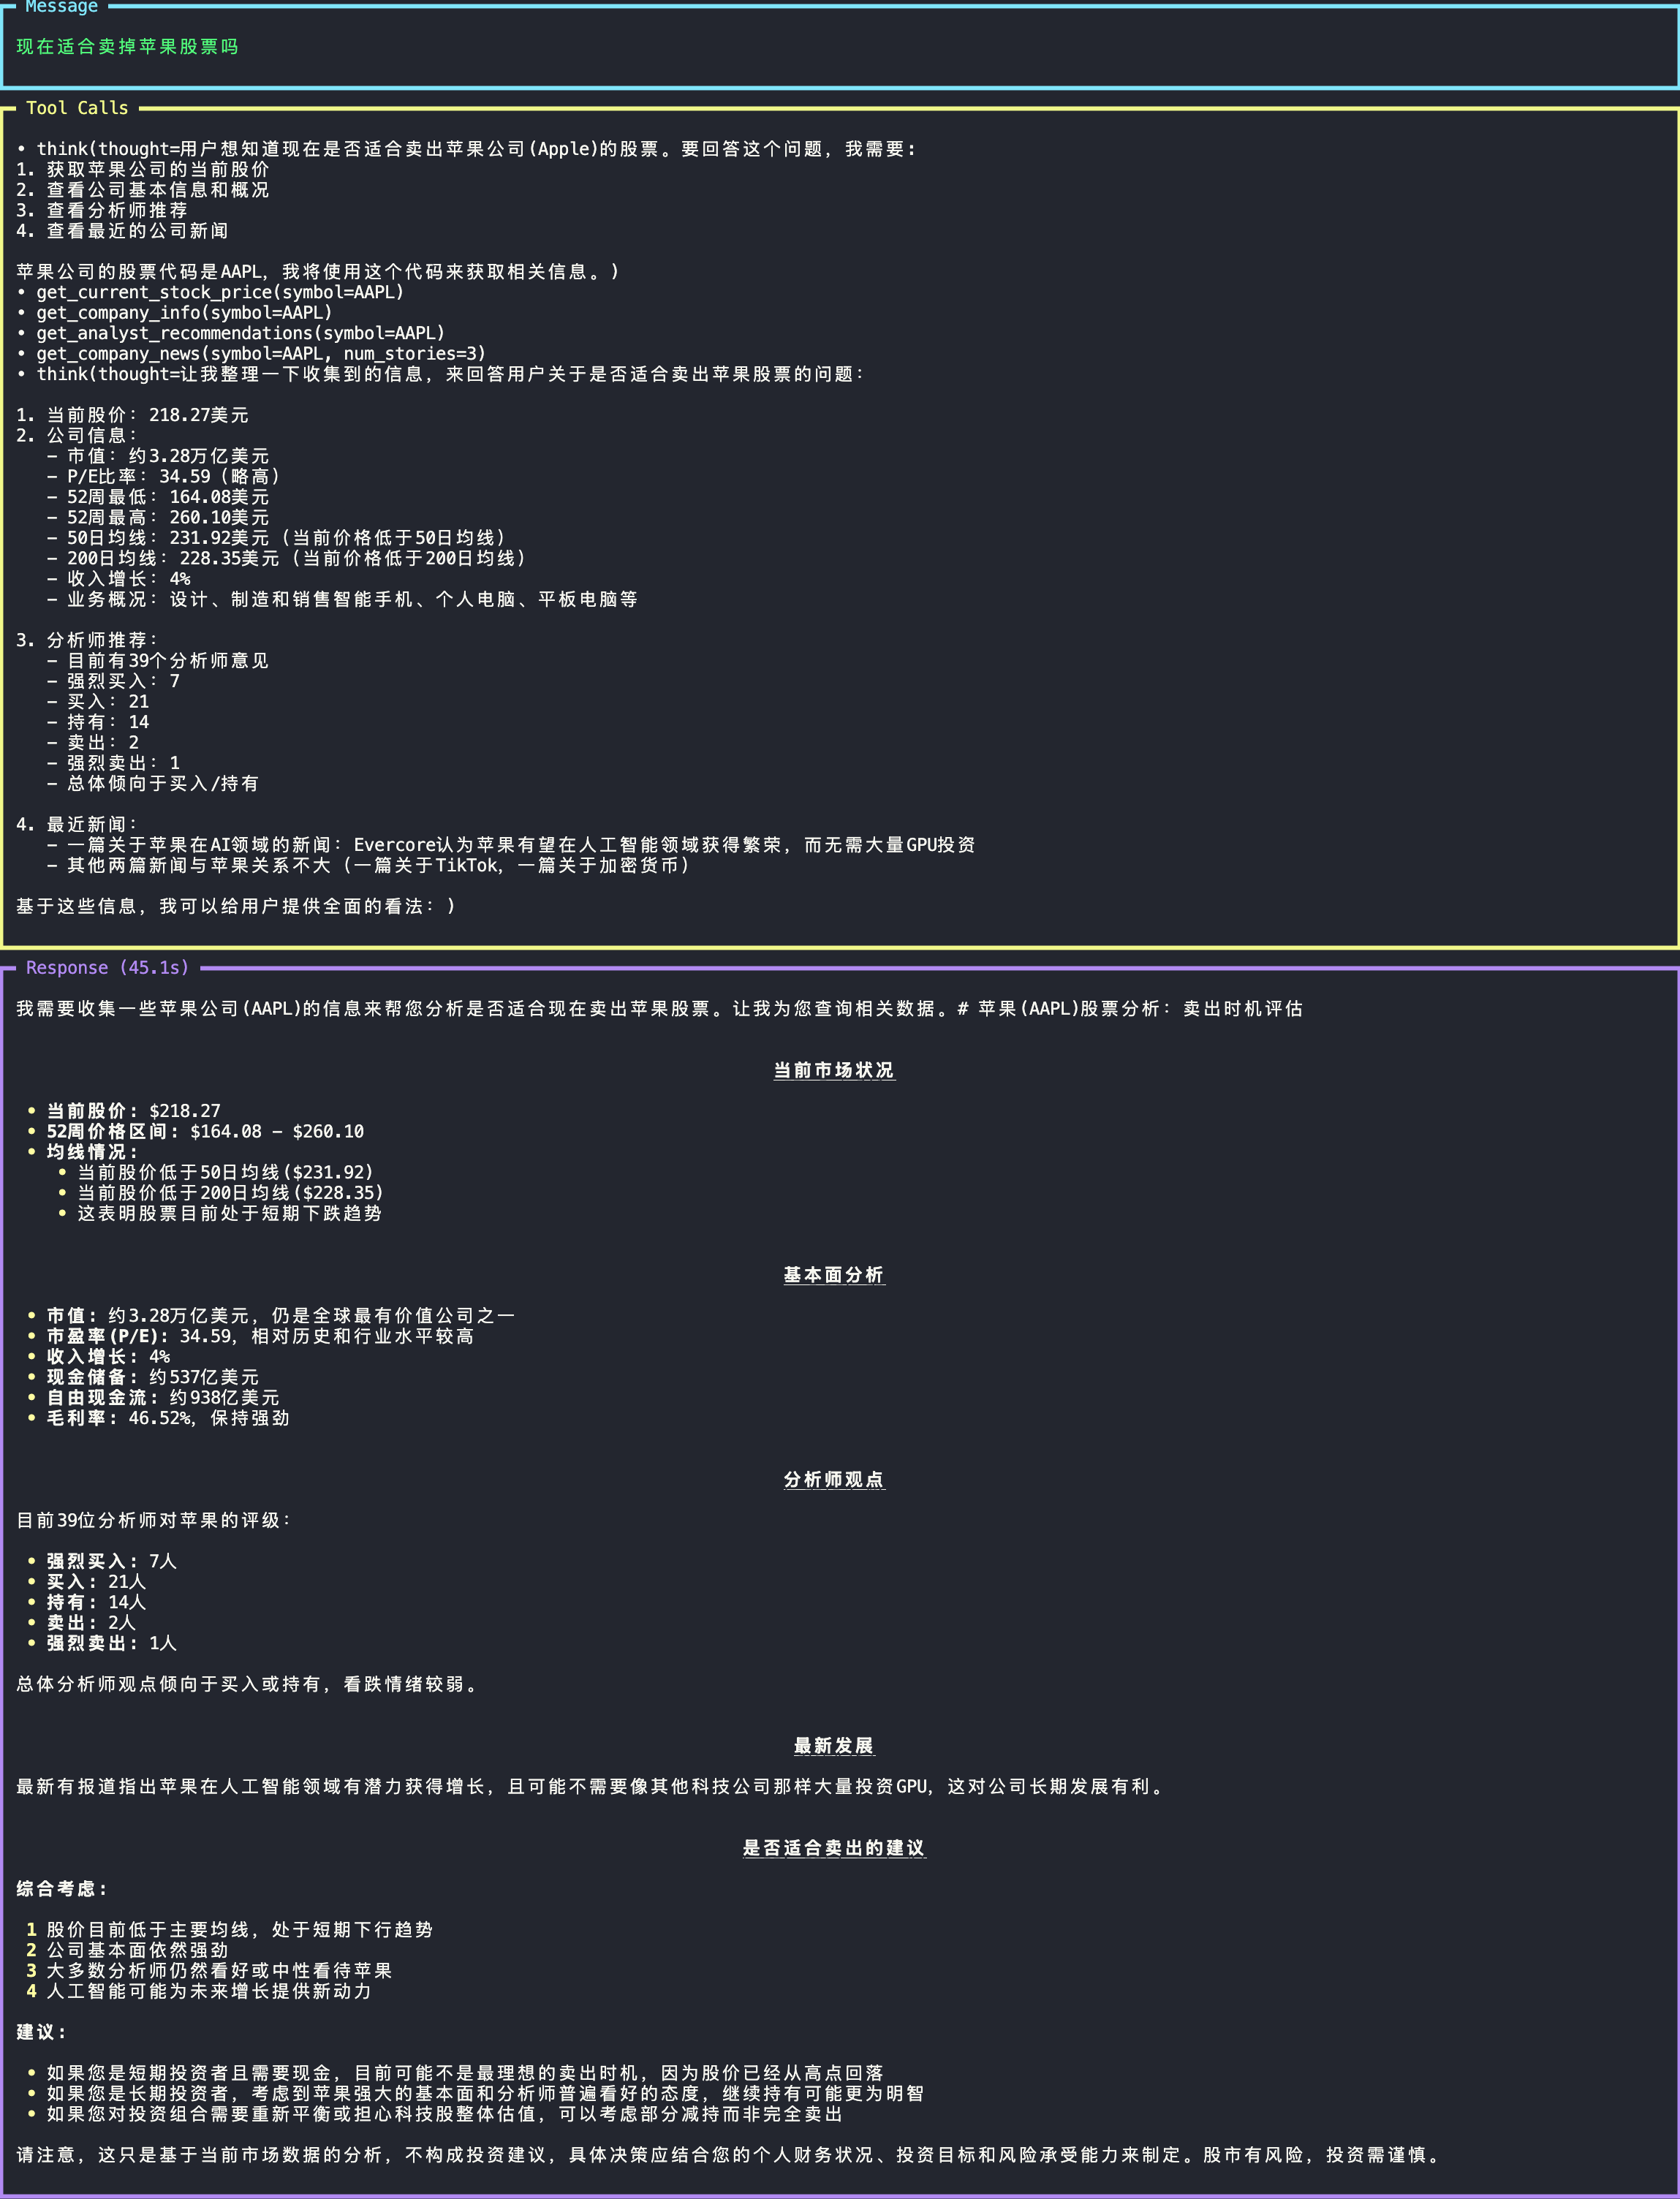 Message
现在适合卖掉苹果股票吗
Tool Calls
• think(thought=用户想知道现在是否适合卖出苹果公司(Apple)的股票。要回答这个问题，我需要：
1. 获取苹果公司的当前股价
2. 查看公司基本信息和概况
3. 查看分析师推荐
4. 查看最近的公司新闻
苹果公司的股票代码是AAPL，我将使用这个代码来获取相关信息。)
• get_current_stock_price(symbol=AAPL)
• get_company_info(symbol=AAPL)
• get_analyst_recommendations(symbol=AAPL)
• get_company_news(symbol=AAPL, num_stories=3)
• think(thought=让我整理一下收集到的信息，来回答用户关于是否适合卖出苹果股票的问题：
1. 当前股价：218.27美元
2. 公司信息：
– 市值：约3.28万亿美元
– P/E比率：34.59（略高）
– 52周最低：164.08美元
– 52周最高：260.10美元
– 50日均线：231.92美元（当前价格低于50日均线）
– 200日均线：228.35美元（当前价格低于200日均线）
– 收入增长：4%
– 业务概况：设计、制造和销售智能手机、个人电脑、平板电脑等
3. 分析师推荐：
– 目前有39个分析师意见
– 强烈买入：7
– 买入：21
– 持有：14
– 卖出：2
– 强烈卖出：1
– 总体倾向于买入/持有
4. 最近新闻：
– 一篇关于苹果在AI领域的新闻：Evercore认为苹果有望在人工智能领域获得繁荣，而无需大量GPU投资
– 其他两篇新闻与苹果关系不大（一篇关于TikTok，一篇关于加密货币）
基于这些信息，我可以给用户提供全面的看法：)
Response (45.1s)
我需要收集一些苹果公司(AAPL)的信息来帮您分析是否适合现在卖出苹果股票。让我为您查询相关数据。# 苹果(AAPL)股票分析：卖出时机评估
当前市场状况
• 当前股价：$218.27
• 52周价格区间：$164.08 – $260.10
• 均线情况：
• 当前股价低于50日均线($231.92)
• 当前股价低于200日均线($228.35)
• 这表明股票目前处于短期下跌趋势
基本面分析
• 市值：约3.28万亿美元，仍是全球最有价值公司之一
• 市盈率(P/E)：34.59，相对历史和行业水平较高
• 收入增长：4%
• 现金储备：约537亿美元
• 自由现金流：约938亿美元
• 毛利率：46.52%，保持强劲
分析师观点
目前39位分析师对苹果的评级：
• 强烈买入：7人
• 买入：21人
• 持有：14人
• 卖出：2人
• 强烈卖出：1人
总体分析师观点倾向于买入或持有，看跌情绪较弱。
最新发展
最新有报道指出苹果在人工智能领域有潜力获得增长，且可能不需要像其他科技公司那样大量投资GPU，这对公司长期发展有利。
是否适合卖出的建议
综合考虑：
1 股价目前低于主要均线，处于短期下行趋势
2 公司基本面依然强劲
3 大多数分析师仍然看好或中性看待苹果
4 人工智能可能为未来增长提供新动力
建议：
• 如果您是短期投资者且需要现金，目前可能不是最理想的卖出时机，因为股价已经从高点回落
• 如果您是长期投资者，考虑到苹果强大的基本面和分析师普遍看好的态度，继续持有可能更为明智
• 如果您对投资组合需要重新平衡或担心科技股整体估值，可以考虑部分减持而非完全卖出
请注意，这只是基于当前市场数据的分析，不构成投资建议，具体决策应结合您的个人财务状况、投资目标和风险承受能力来制定。股市有风险，投资需谨慎。